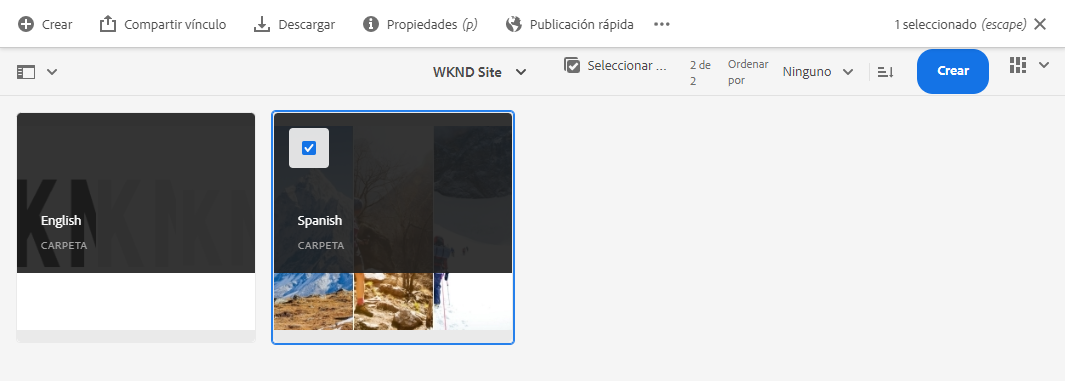 Crear Compartir vínculo Descargar Propiedades (p) Publicación rápida ... 1 seleccionado (escape)
WKND Site Seleccionar ... 2 de 2 Ordenar por Ninguno Crear
English
CARPETA
Spanish
CARPETA